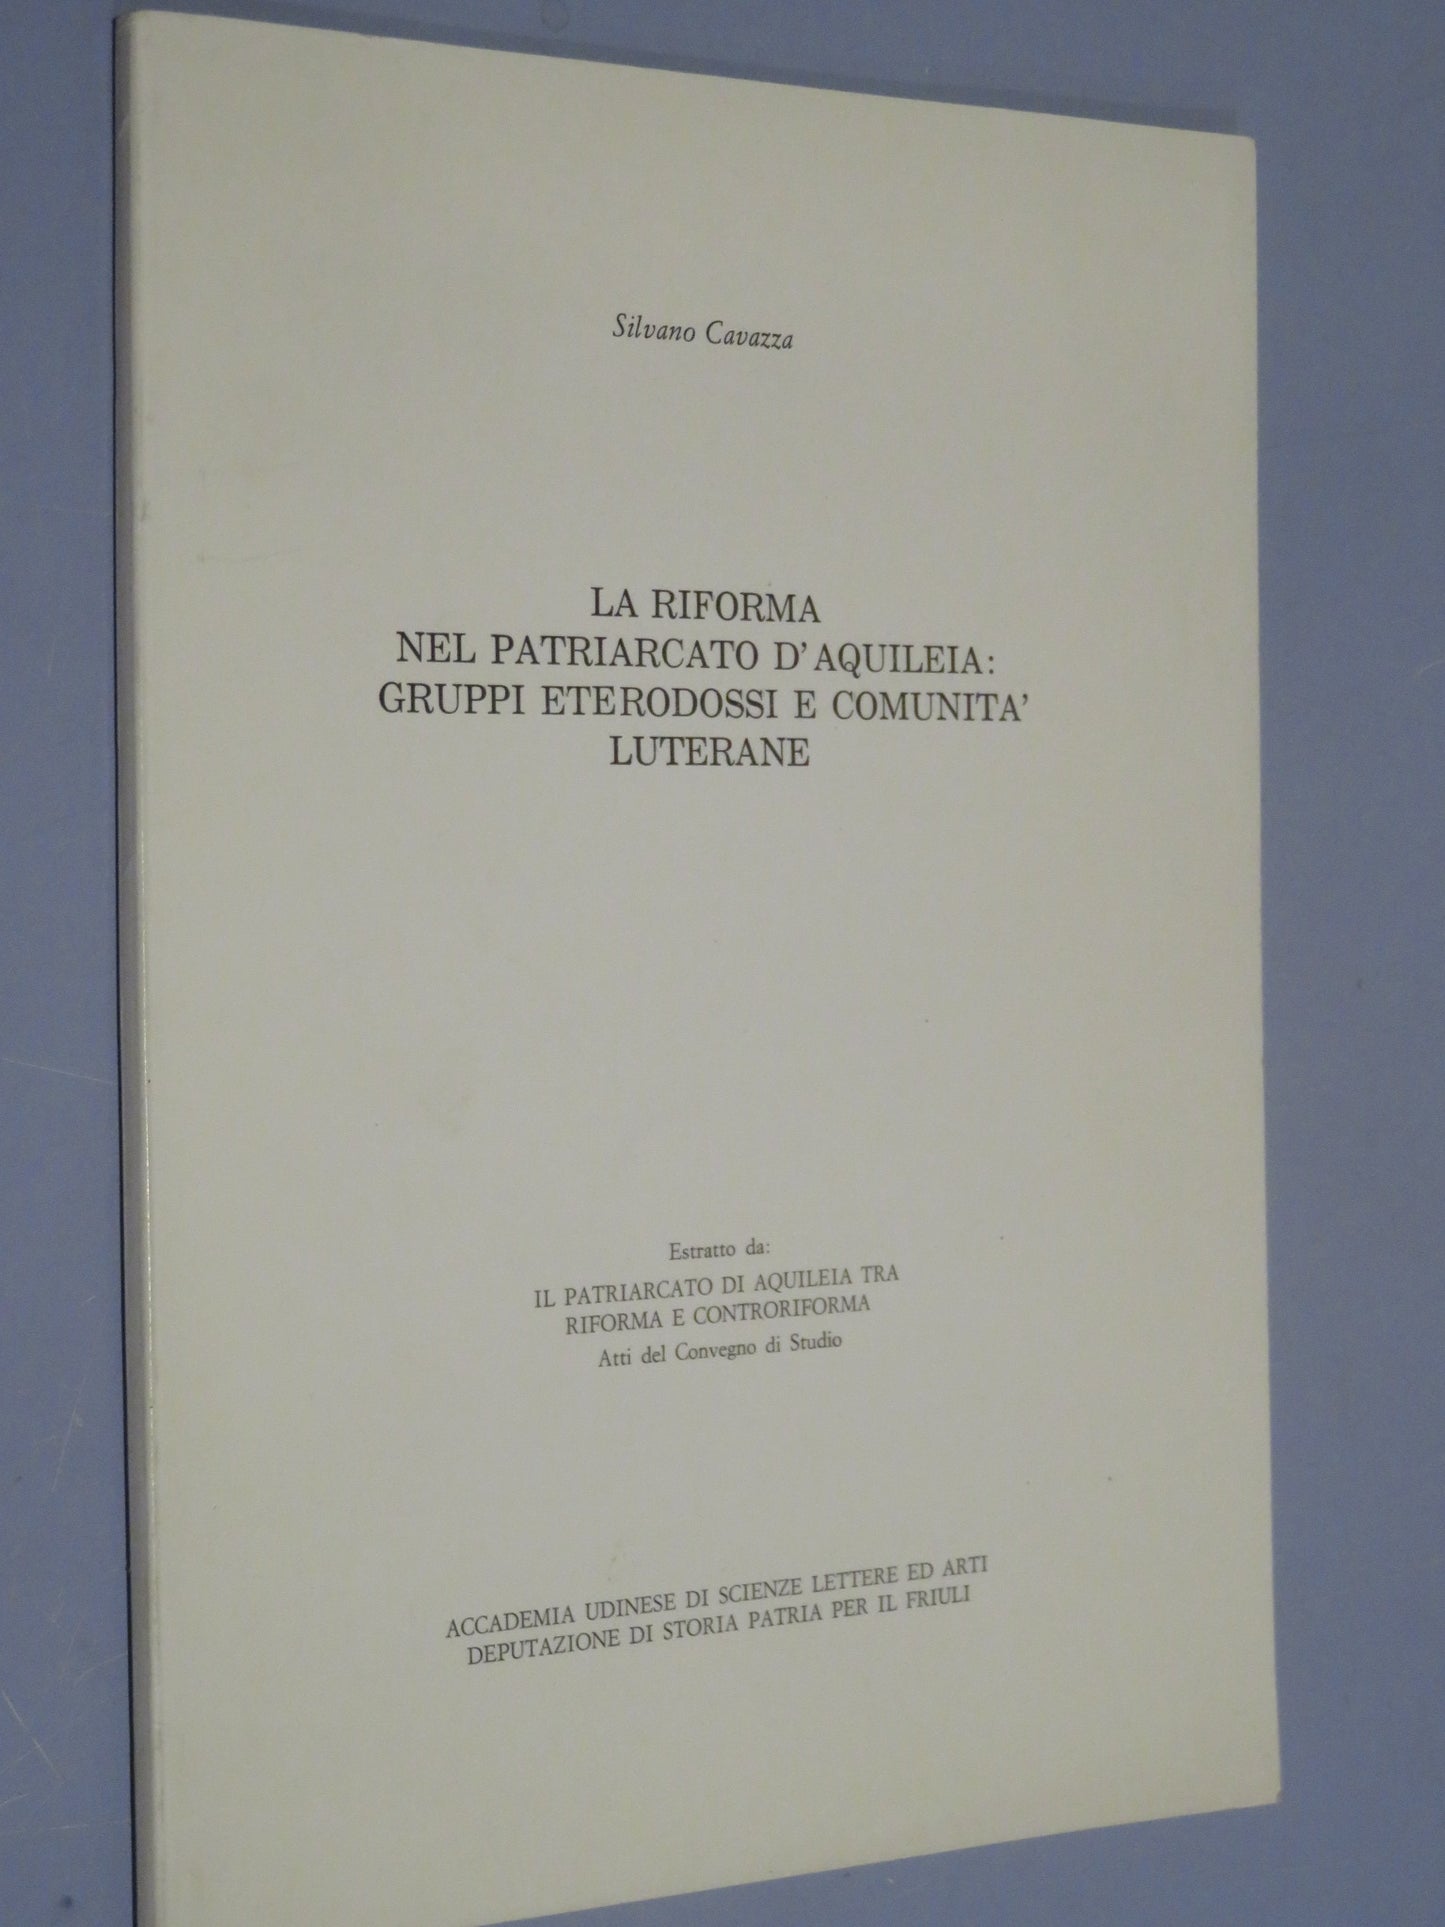 Silvano Cavazza
LA RIFORMA
NEL PATRIARCATO D'AQUILEIA:
GRUPPI ETERODOSSI E COMUNITA'
LUTERANE
Estratto da:
IL PATRIARCATO DI AQUILEIA TRA
RIFORMA E CONTRORIFORMA
Atti del Convegno di Studio
ACCADEMIA UDINESE DI SCIENZE LETTERE ED ARTI
DEPUTAZIONE DI STORIA PATRIA PER IL FRIULI